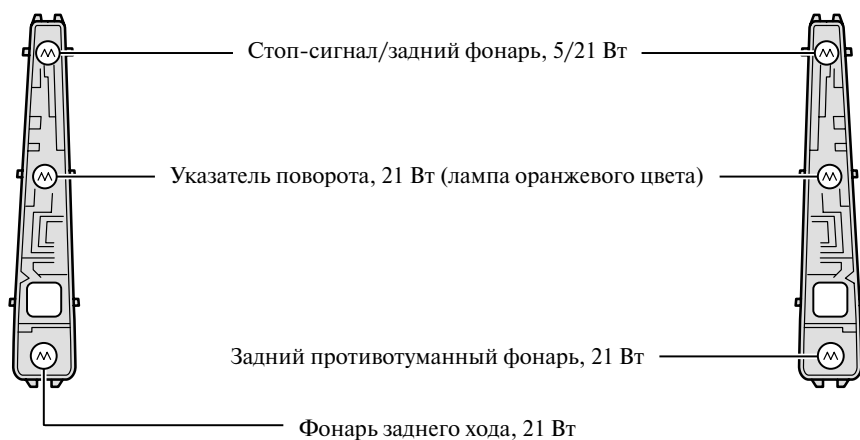 Стоп-сигнал/задний фонарь, 5/21 Вт
Указатель поворота, 21 Вт (лампа оранжевого цвета)
Задний противотуманный фонарь, 21 Вт
Фонарь заднего хода, 21 Вт